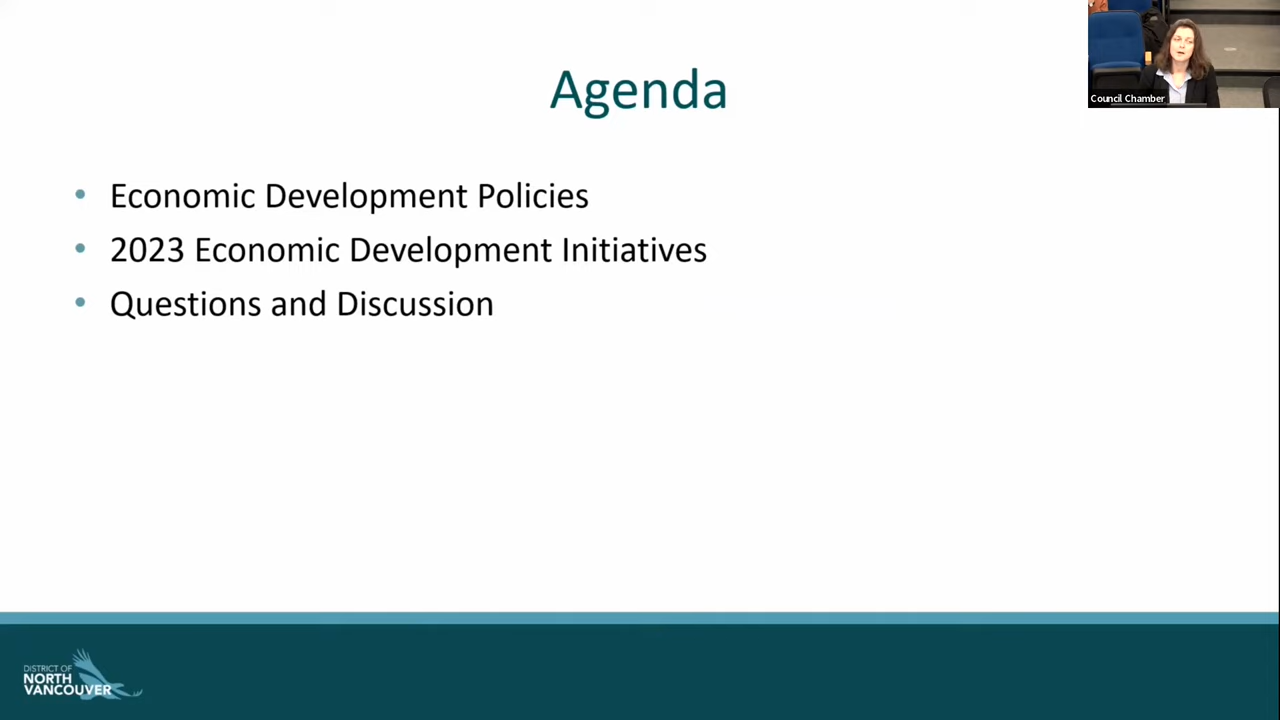 Agenda
Council Chamber
• Economic Development Policies
• 2023 Economic Development Initiatives
• Questions and Discussion
DISTRICT OF
NORTH
VANCOUVER